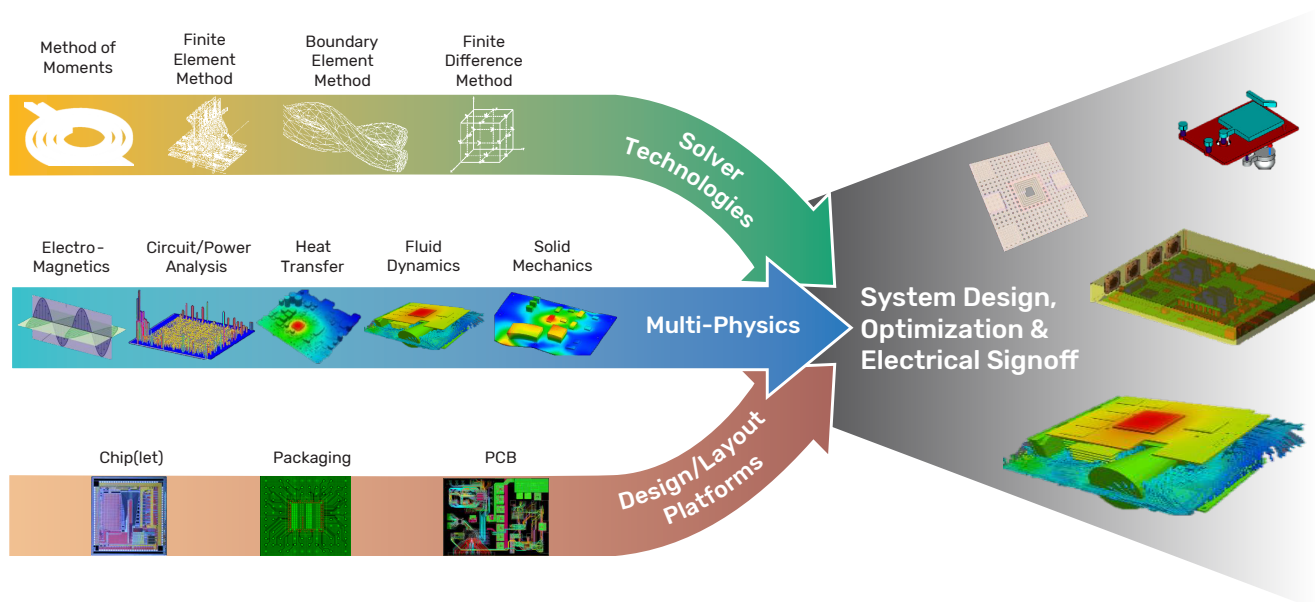 Method of
Moments
Finite
Element
Method
Boundary
Element
Method
Finite
Difference
Method
Solver
Technologies
Electro-
Magnetics
Circuit/Power
Analysis
Heat
Transfer
Fluid
Dynamics
Solid
Mechanics
Multi-Physics
System Design,
Optimization &
Electrical Signoff
Chip(let)
Packaging
PCB
Design/Layout
Platforms